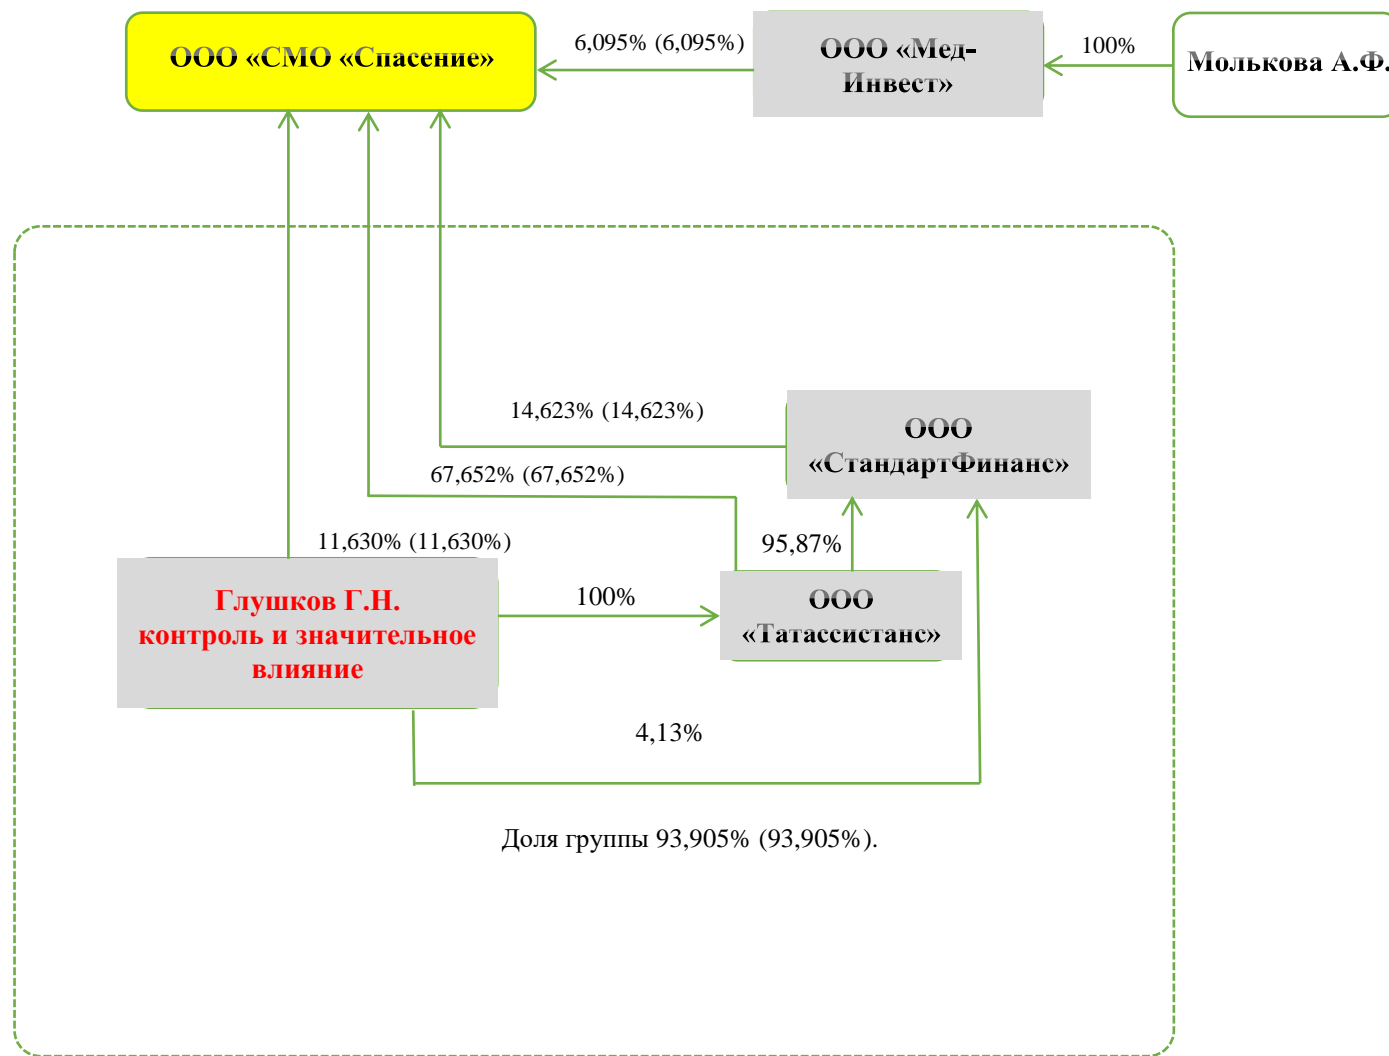 ООО «СМО «Спасение»
6,095% (6,095%)
ООО «Мед-
Инвест»
100%
Молькова А.Ф.
14,623% (14,623%)
ООО
«СтандартФинанс»
67,652% (67,652%)
11,630% (11,630%)
95,87%
Глушков Г.Н.
контроль и значительное
влияние
100%
ООО
«Татассистанс»
4,13%
Доля группы 93,905% (93,905%).